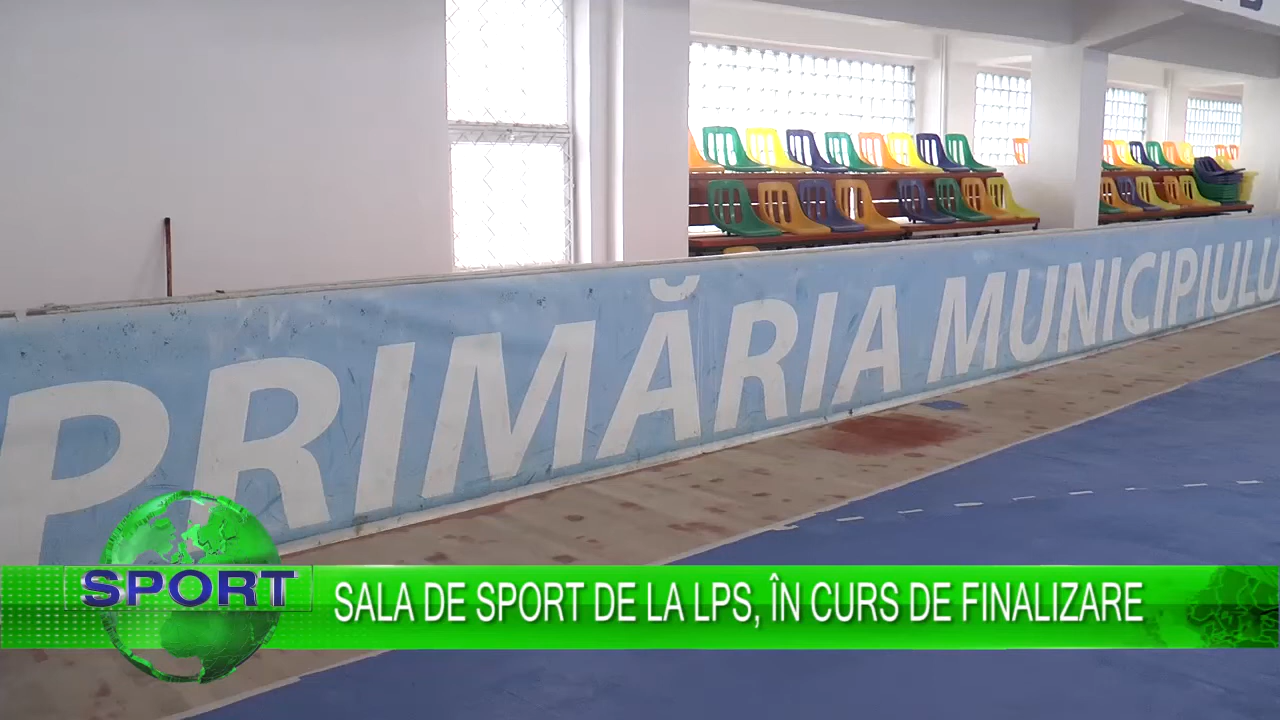 PRIMĂRIA MUNICIPIULU
SPORT
SALA DE SPORT DE LA LPS, ÎN CURS DE FINALIZARE